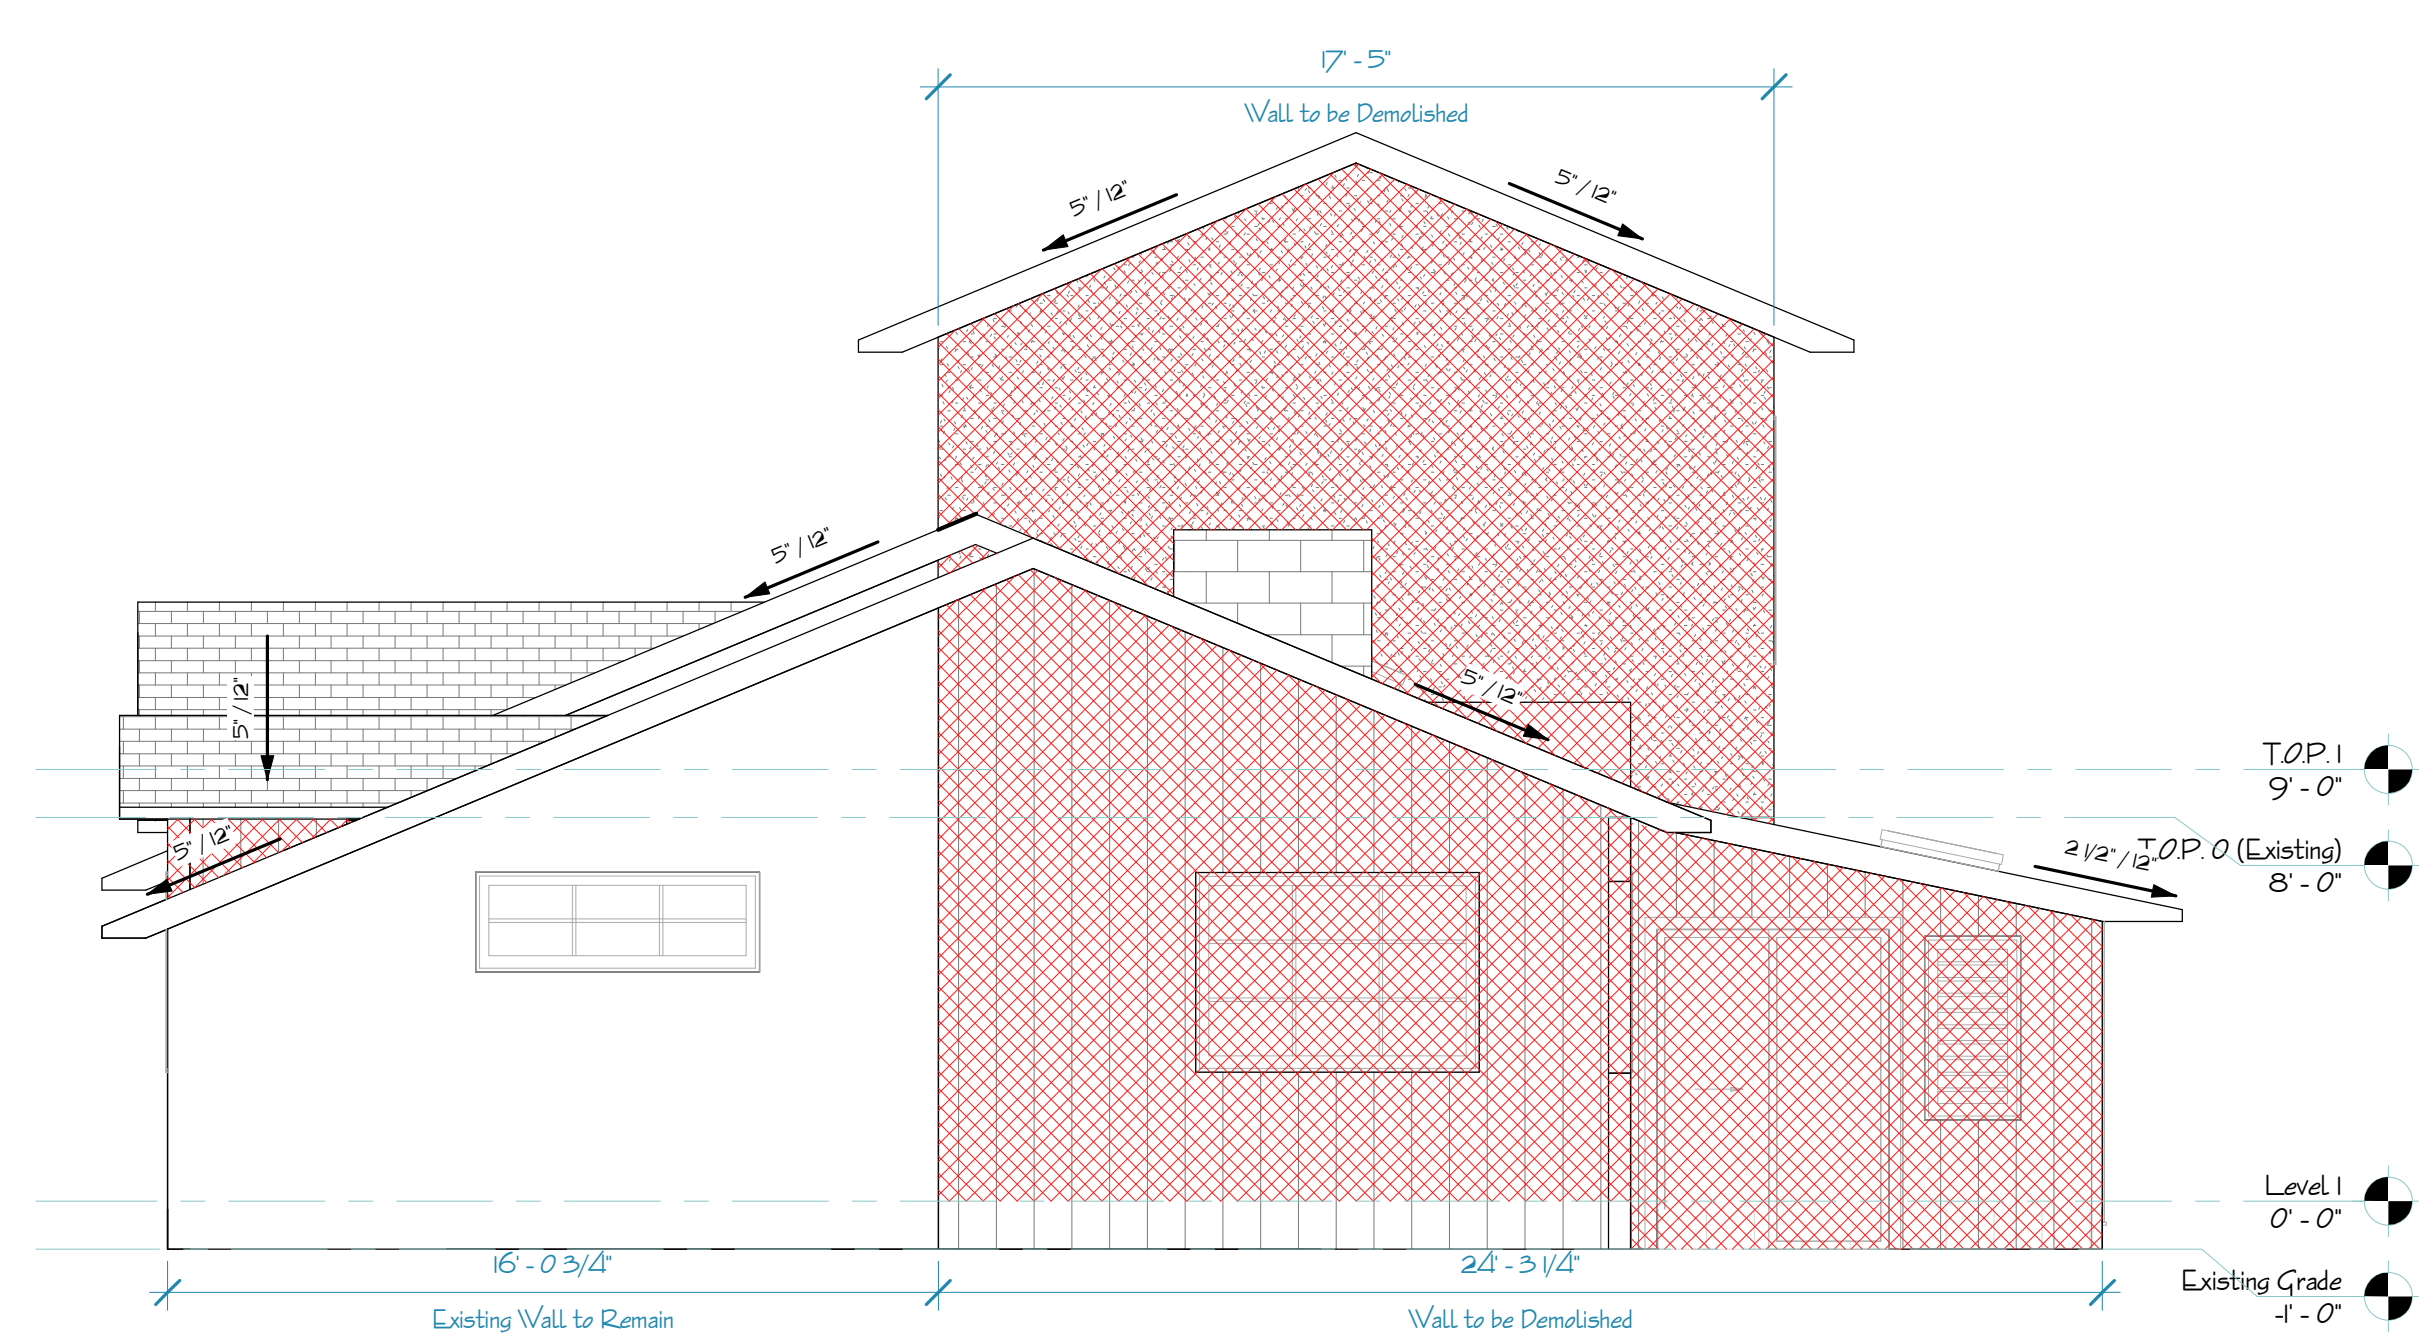 17' - 5"
Wall to be Demolished
5" / 12"
5" / 12"
5" / 12"
5" / 12"
5" / 12"
5" / 12"
T.O.P. 1
9' - 0"
2 1/2" / 12"
T.O.P. 0 (Existing)
8' - 0"
Level 1
0' - 0"
16' - 0 3/4"
24' - 3 1/4"
Existing Grade
-1' - 0"
Existing Wall to Remain
Wall to be Demolished